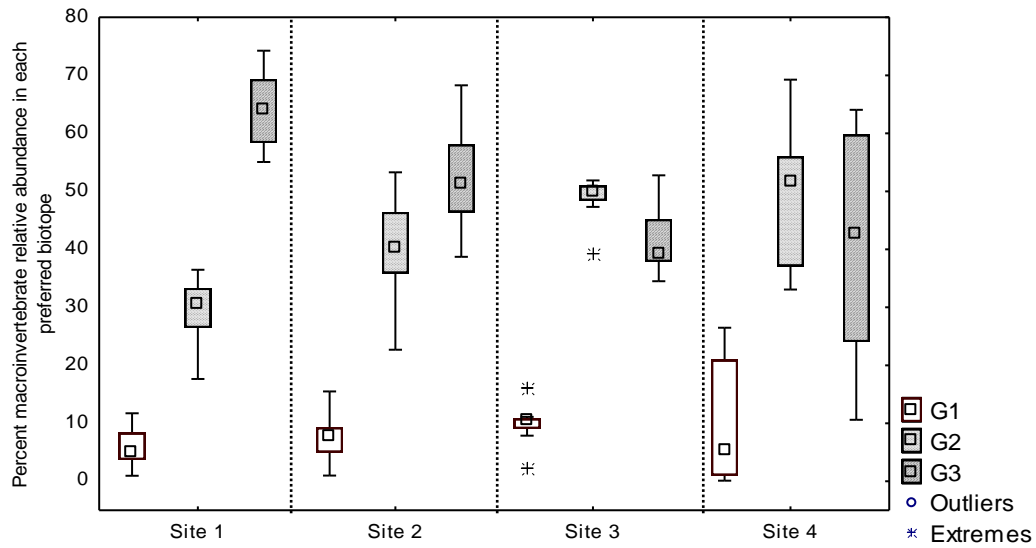 Percent macroinvertebrate relative abundance in each
preferred biotope
80
70
60
50
40
30
20
10
0
Site 1
Site 2
Site 3
Site 4
G1
G2
G3
Outliers
Extremes